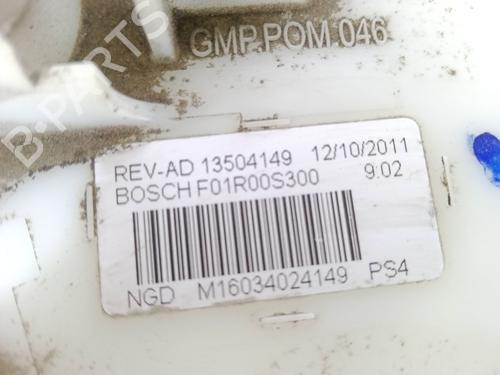 GMP.POM.046
REV-AD 13504149 12/10/2011
BOSCH F01R00S300 9:02
NGD M16034024149 PS4
B-PARTS